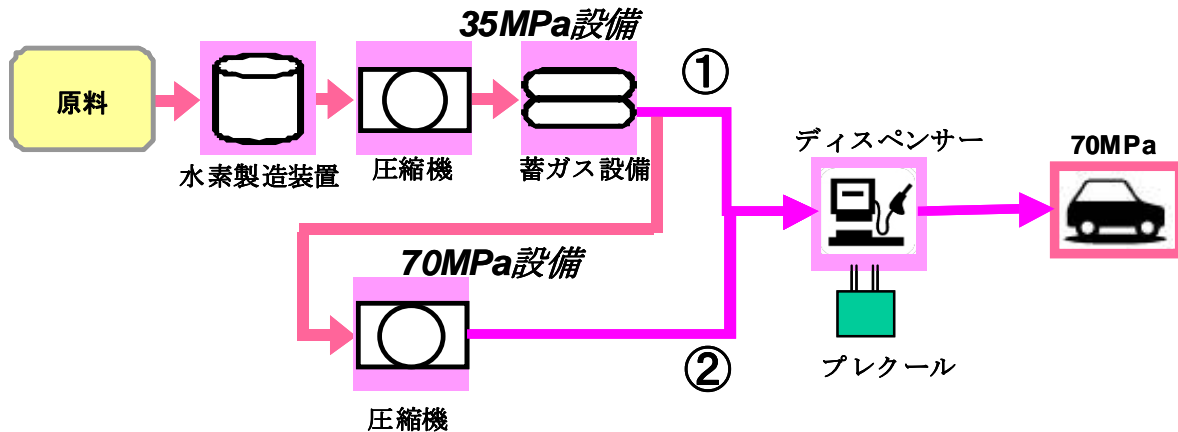 35MPa設備
①
原料
水素製造装置
圧縮機
蓄ガス設備
ディスペンサー
70MPa
70MPa設備
②
プレクール
圧縮機